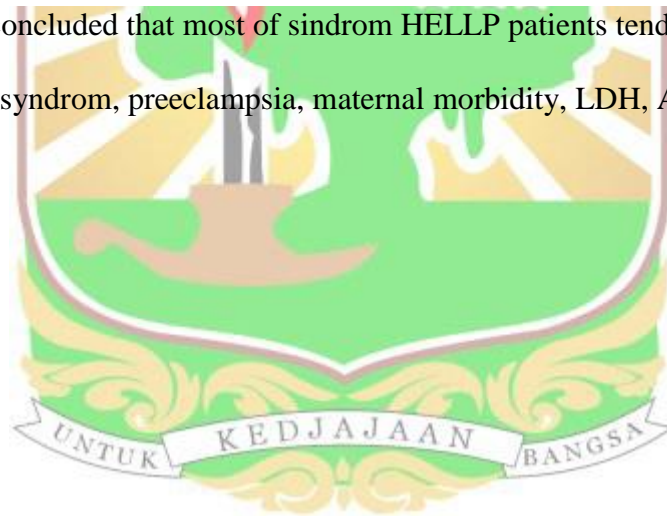 oncluded that most of sindrom HELLP patients tend
syndrom, preeclampsia, maternal morbidity, LDH, A
UNTUK KEDJAJAAN BANGSA